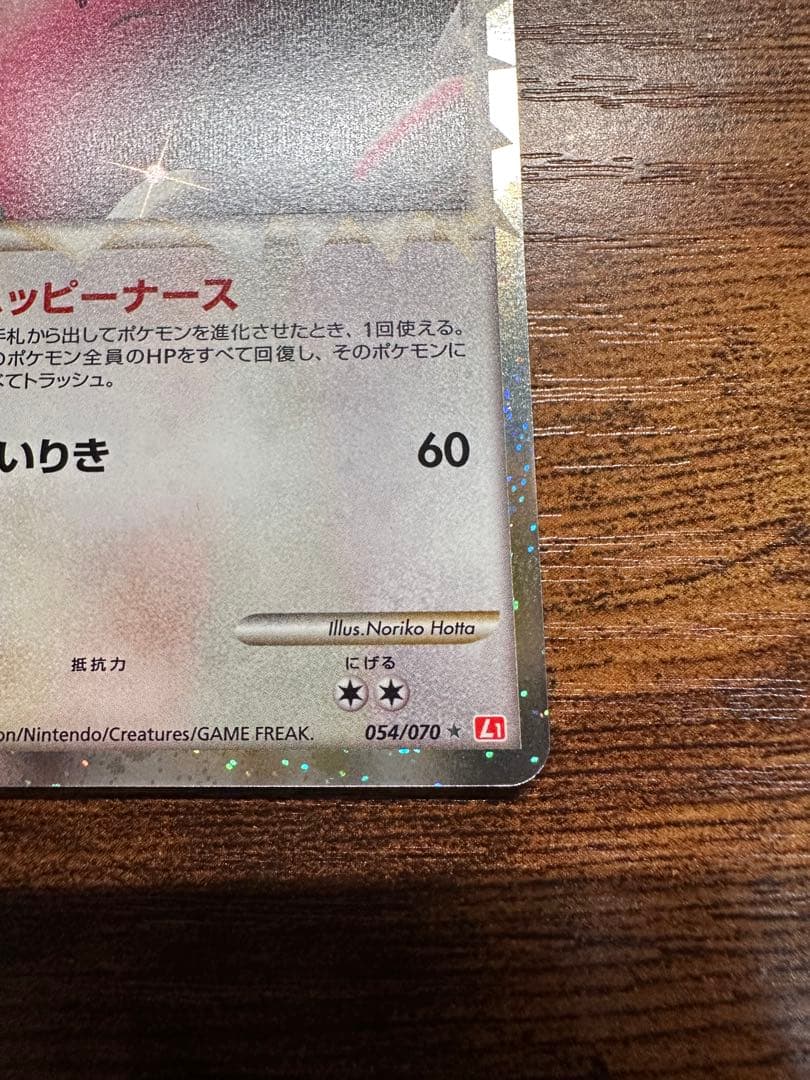 ッピーナース
手札から出してポケモンを進化させたとき、1回使える。
のポケモン全員のHPをすべて回復し、そのポケモンに
べてトラッシュ。
いりき 60
Illus.Noriko Hotta
抵抗力 にげる
on/Nintendo/Creatures/GAME FREAK. 054/070 ★ L1